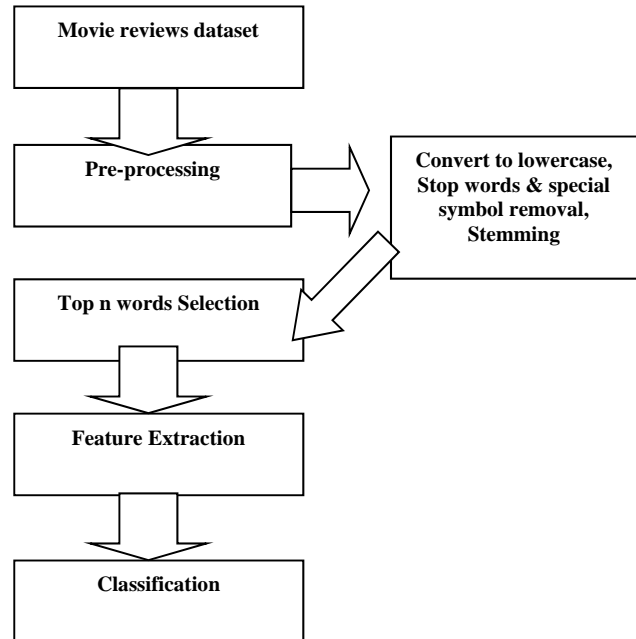 Movie reviews dataset
Pre-processing
Convert to lowercase,
Stop words & special
symbol removal,
Stemming
Top n words Selection
Feature Extraction
Classification